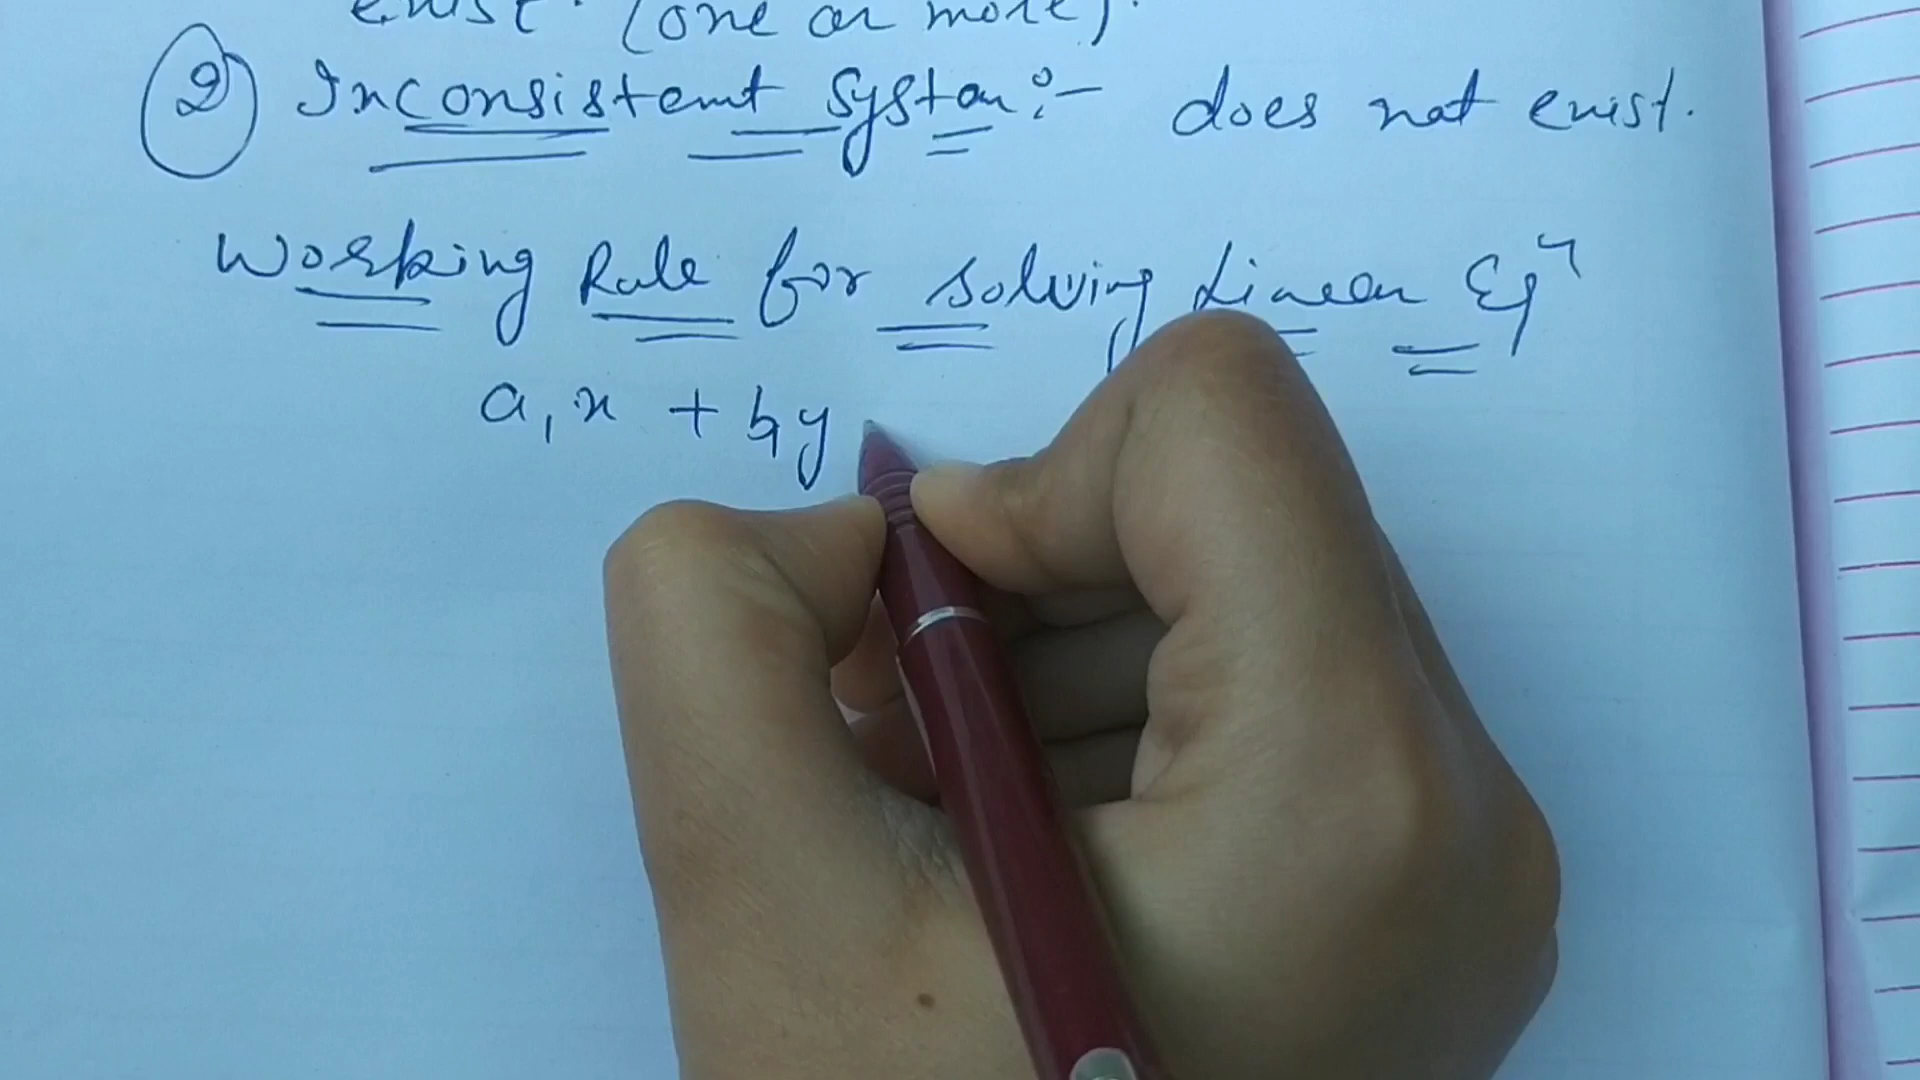 exist. (one or more).
② Inconsistent System:- does not exist.
Working Rule for solving Linear Eqⁿ
a₁x + b₁y